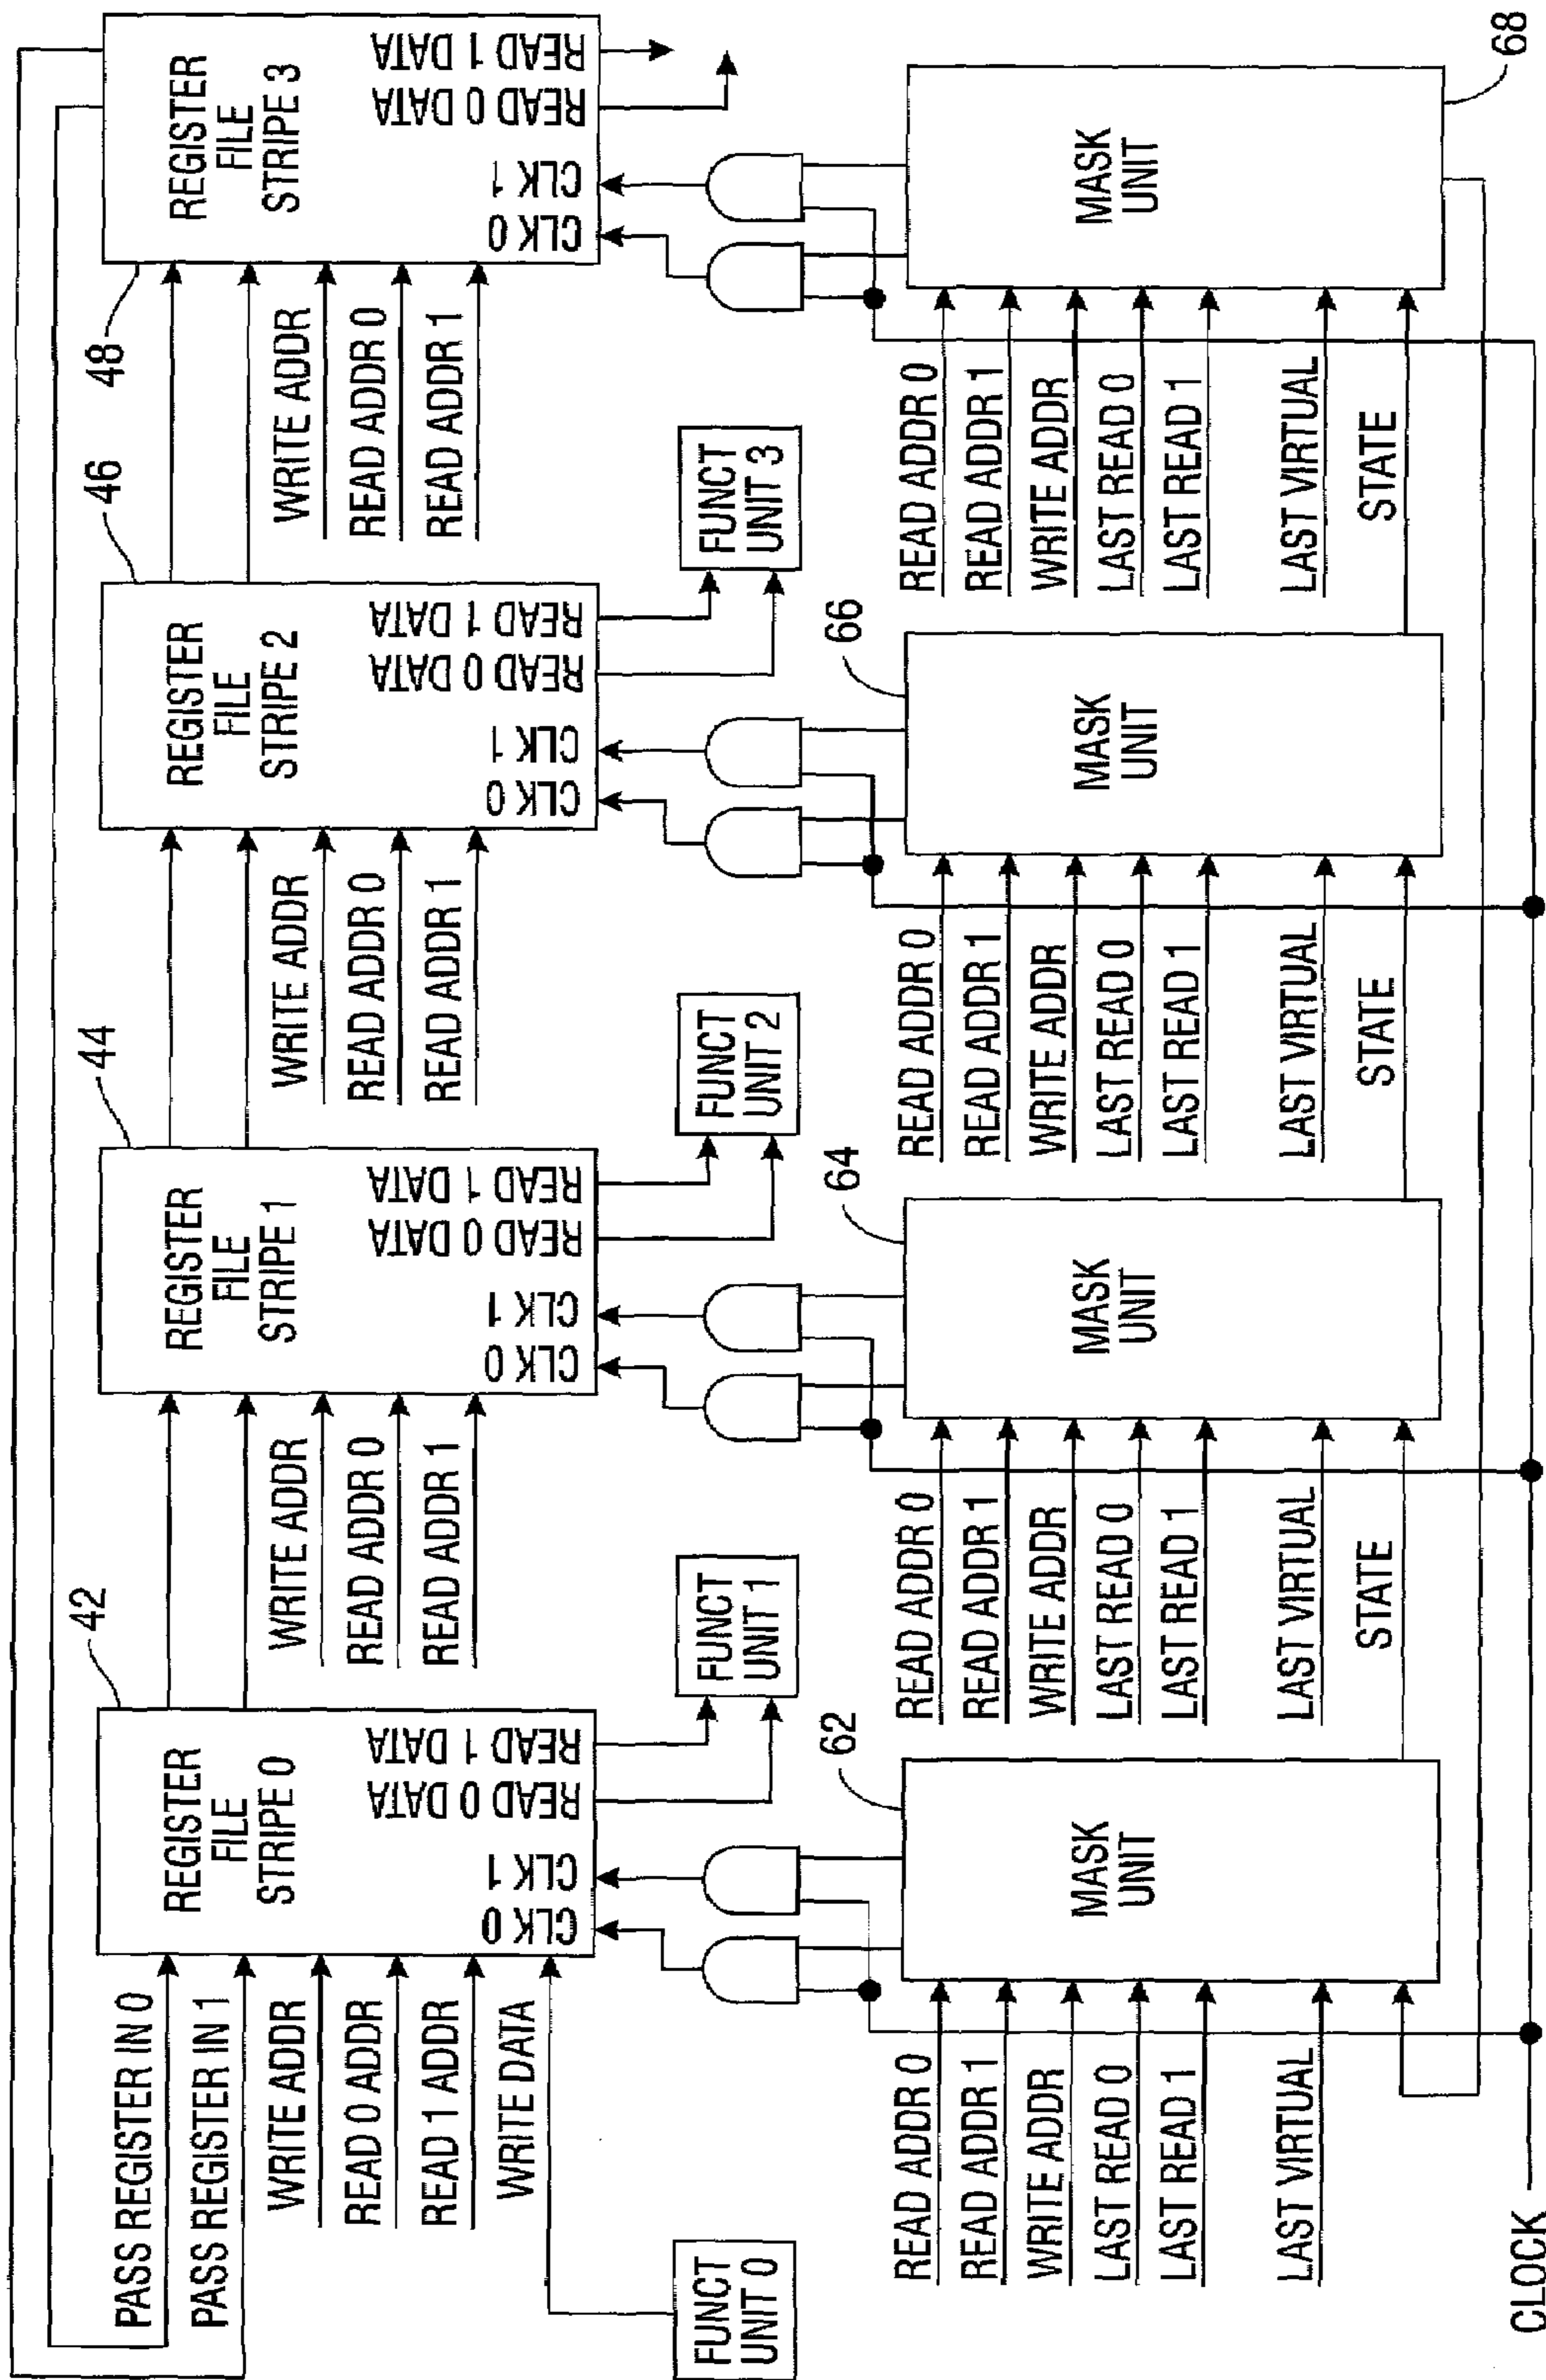 REGISTER
FILE
STRIPE 0
42
PASS REGISTER IN 0
PASS REGISTER IN 1
WRITE ADDR
READ 0 ADDR
READ 1 ADDR
WRITE DATA
CLK 0
CLK 1
READ 0 DATA
READ 1 DATA
REGISTER
FILE
STRIPE 1
44
WRITE ADDR
READ ADDR 0
READ ADDR 1
CLK 0
CLK 1
READ 0 DATA
READ 1 DATA
REGISTER
FILE
STRIPE 2
46
WRITE ADDR
READ ADDR 0
READ ADDR 1
CLK 0
CLK 1
READ 0 DATA
READ 1 DATA
REGISTER
FILE
STRIPE 3
48
WRITE ADDR
READ ADDR 0
READ ADDR 1
CLK 0
CLK 1
READ 0 DATA
READ 1 DATA
FUNCT
UNIT 0
FUNCT
UNIT 1
FUNCT
UNIT 2
FUNCT
UNIT 3
READ ADDR 0
READ ADDR 1
WRITE ADDR
LAST READ 0
LAST READ 1
LAST VIRTUAL
62
MASK
UNIT
READ ADDR 0
READ ADDR 1
WRITE ADDR
LAST READ 0
LAST READ 1
LAST VIRTUAL
STATE
64
MASK
UNIT
READ ADDR 0
READ ADDR 1
WRITE ADDR
LAST READ 0
LAST READ 1
LAST VIRTUAL
STATE
66
MASK
UNIT
READ ADDR 0
READ ADDR 1
WRITE ADDR
LAST READ 0
LAST READ 1
LAST VIRTUAL
STATE
MASK
UNIT
68
CLOCK